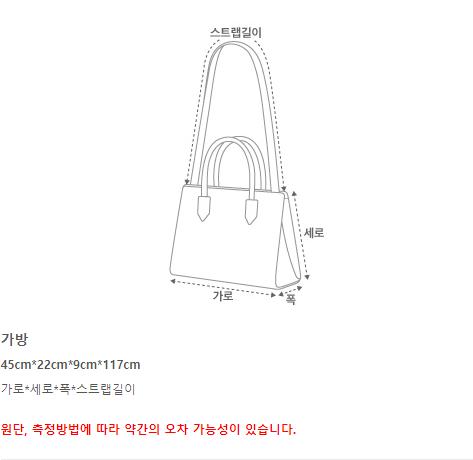 스트랩길이
세로
가로
폭
가방
45cm*22cm*9cm*117cm
가로*세로*폭*스트랩길이
원단, 측정방법에 따라 약간의 오차 가능성이 있습니다.